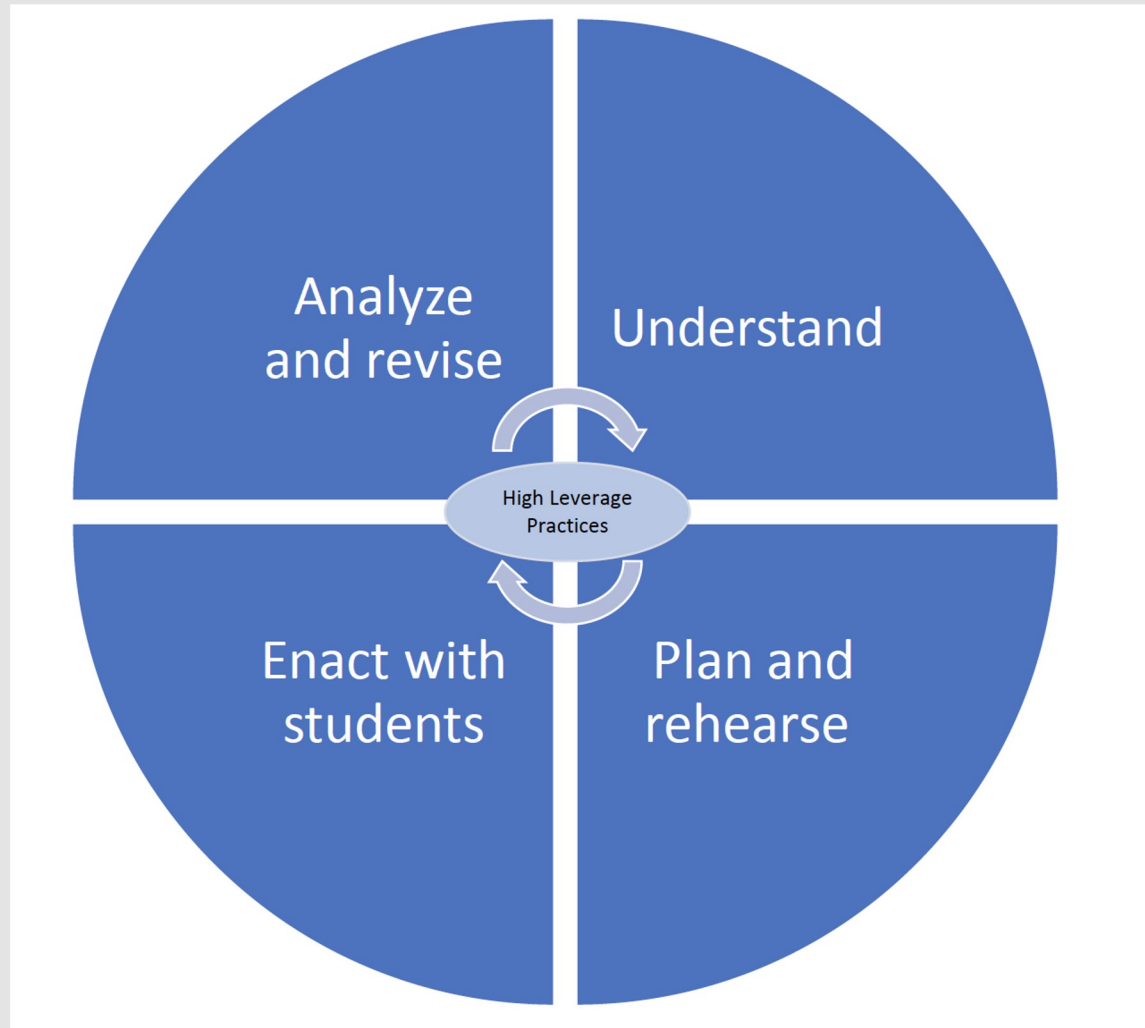 Analyze
and revise
Understand
High Leverage
Practices
Enact with
students
Plan and
rehearse